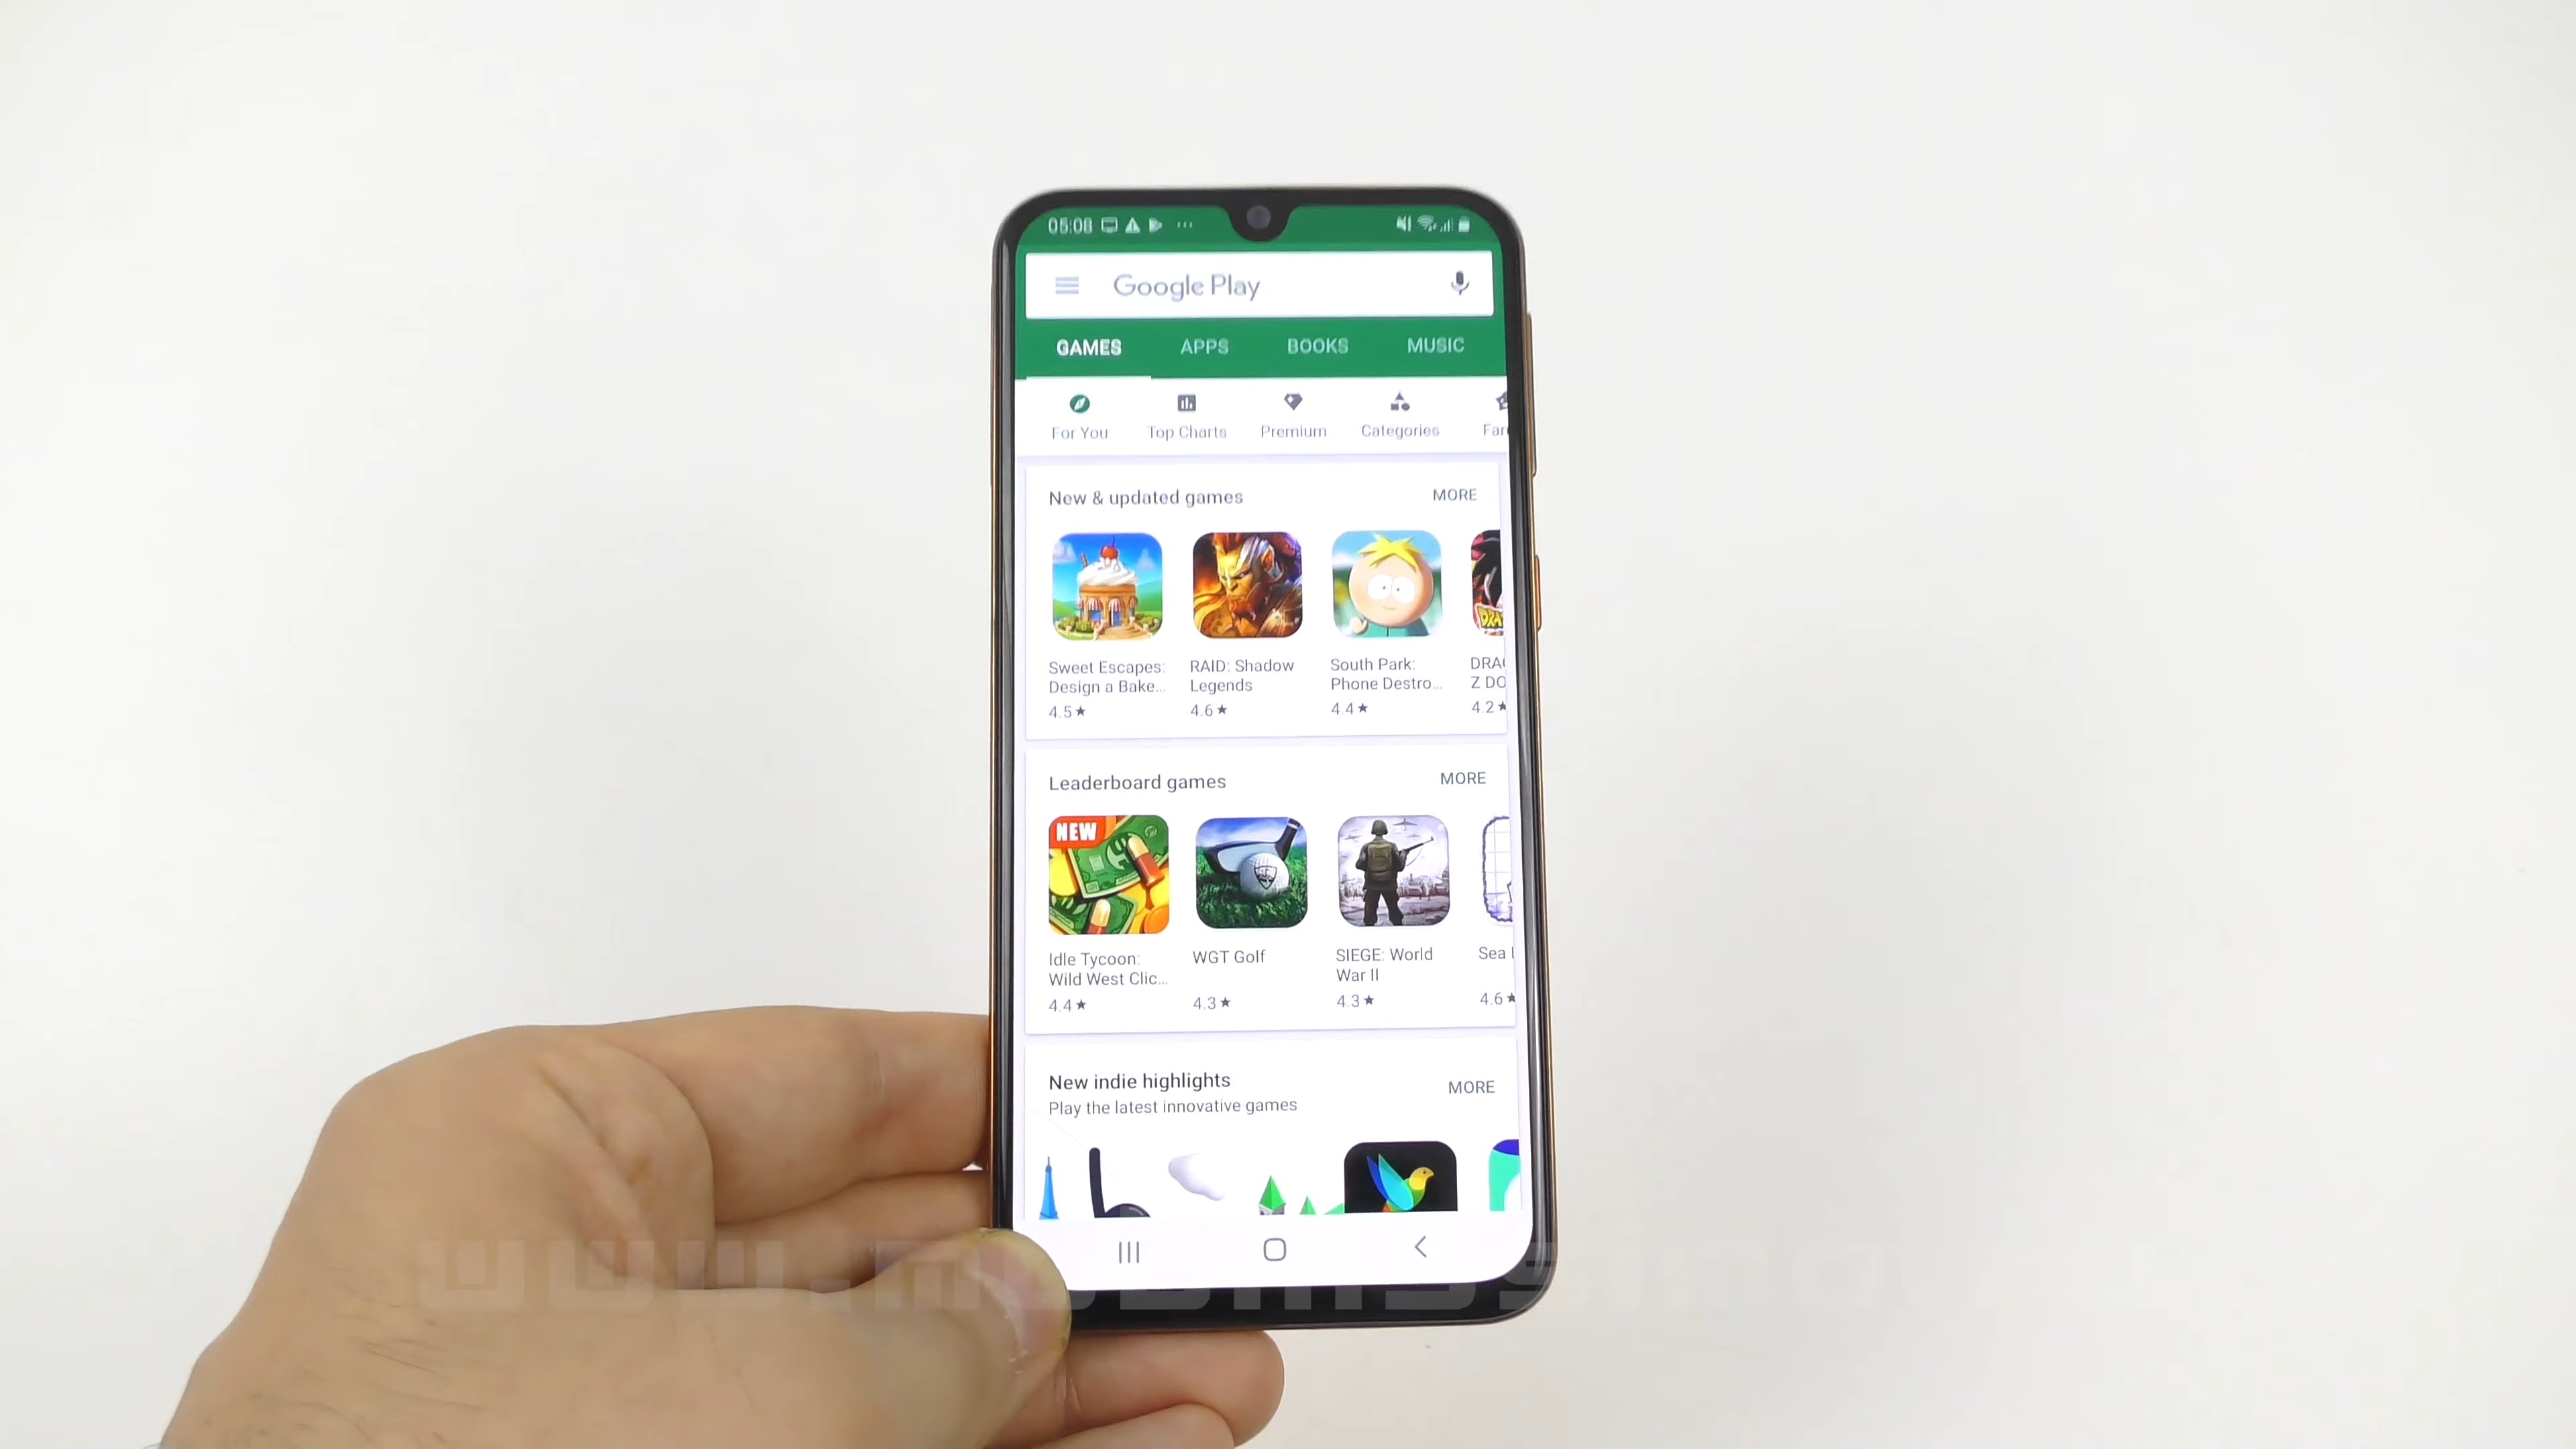 05:08
Google Play
GAMES APPS BOOKS MUSIC
For You Top Charts Premium Categories
New & updated games MORE
Sweet Escapes: RAID: Shadow South Park:
Design a Bake... Legends Phone Destro... Z DO
4.5★ 4.6★ 4.4★ 4.2★
Leaderboard games MORE
NEW
Idle Tycoon: WGT Golf SIEGE: World Sea
Wild West Clic... War II
4.4★ 4.3★ 4.3★ 4.6★
New indie highlights MORE
Play the latest innovative games